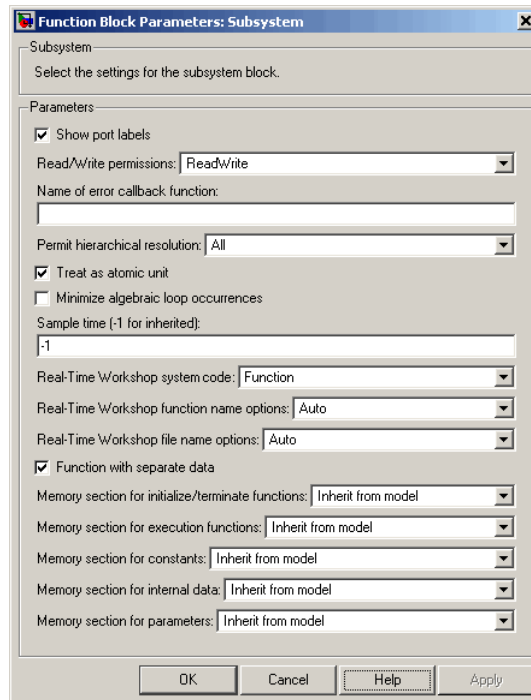 Function Block Parameters: Subsystem
Subsystem
Select the settings for the subsystem block.
Parameters
Show port labels
Read/Write permissions: ReadWrite
Name of error callback function:
Permit hierarchical resolution: All
Treat as atomic unit
Minimize algebraic loop occurrences
Sample time (-1 for inherited):
-1
Real-Time Workshop system code: Function
Real-Time Workshop function name options: Auto
Real-Time Workshop file name options: Auto
Function with separate data
Memory section for initialize/terminate functions: Inherit from model
Memory section for execution functions: Inherit from model
Memory section for constants: Inherit from model
Memory section for internal data: Inherit from model
Memory section for parameters: Inherit from model
OK Cancel Help Apply